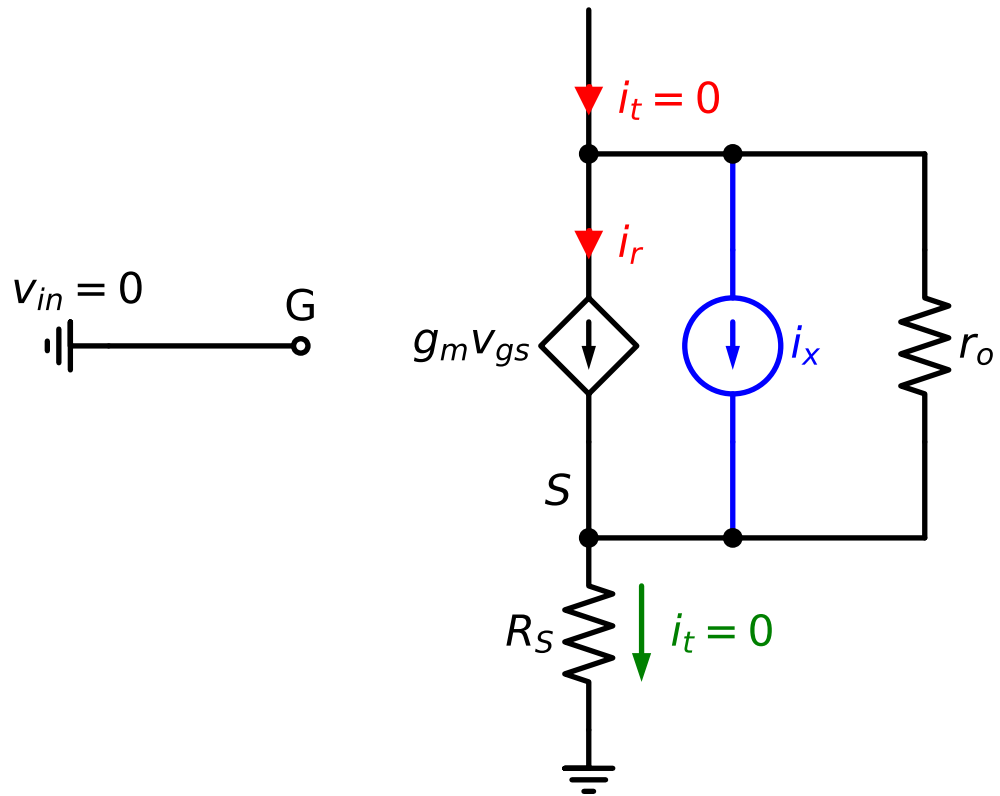 i_t = 0
i_r
v_in = 0
G
g_m v_gs
i_x
r_o
S
R_S
i_t = 0